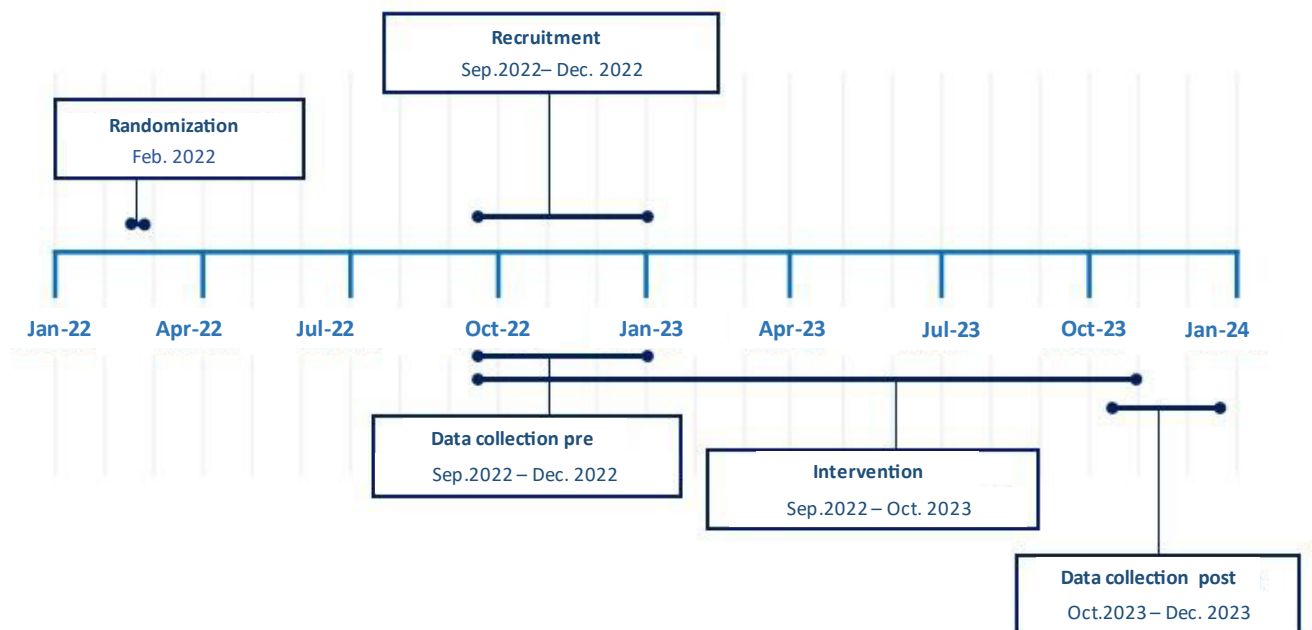 Recruitment
Sep.2022– Dec. 2022
Randomization
Feb. 2022
Jan-22 Apr-22 Jul-22 Oct-22 Jan-23 Apr-23 Jul-23 Oct-23 Jan-24
Data collection pre
Sep.2022 – Dec. 2022
Intervention
Sep.2022 – Oct. 2023
Data collection post
Oct.2023 – Dec. 2023